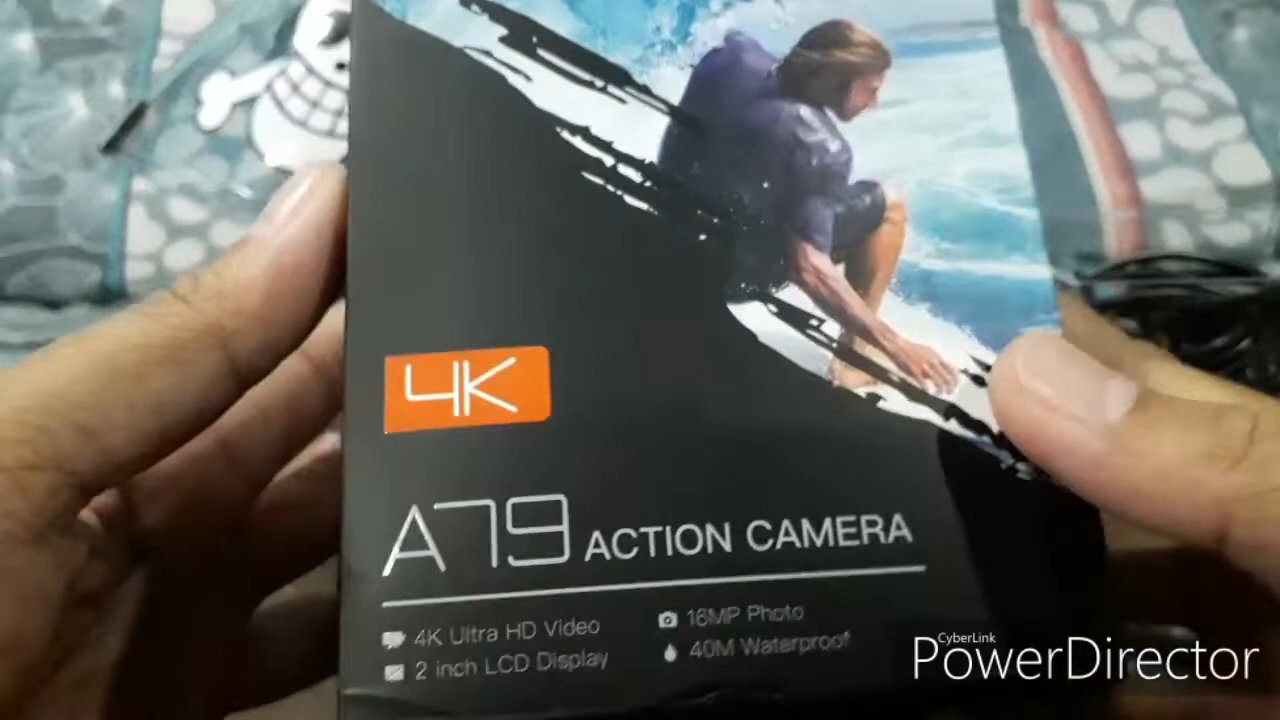 4K
A79 ACTION CAMERA
4K Ultra HD Video
16MP Photo
2 inch LCD Display
40M Waterproof
CyberLink
PowerDirector